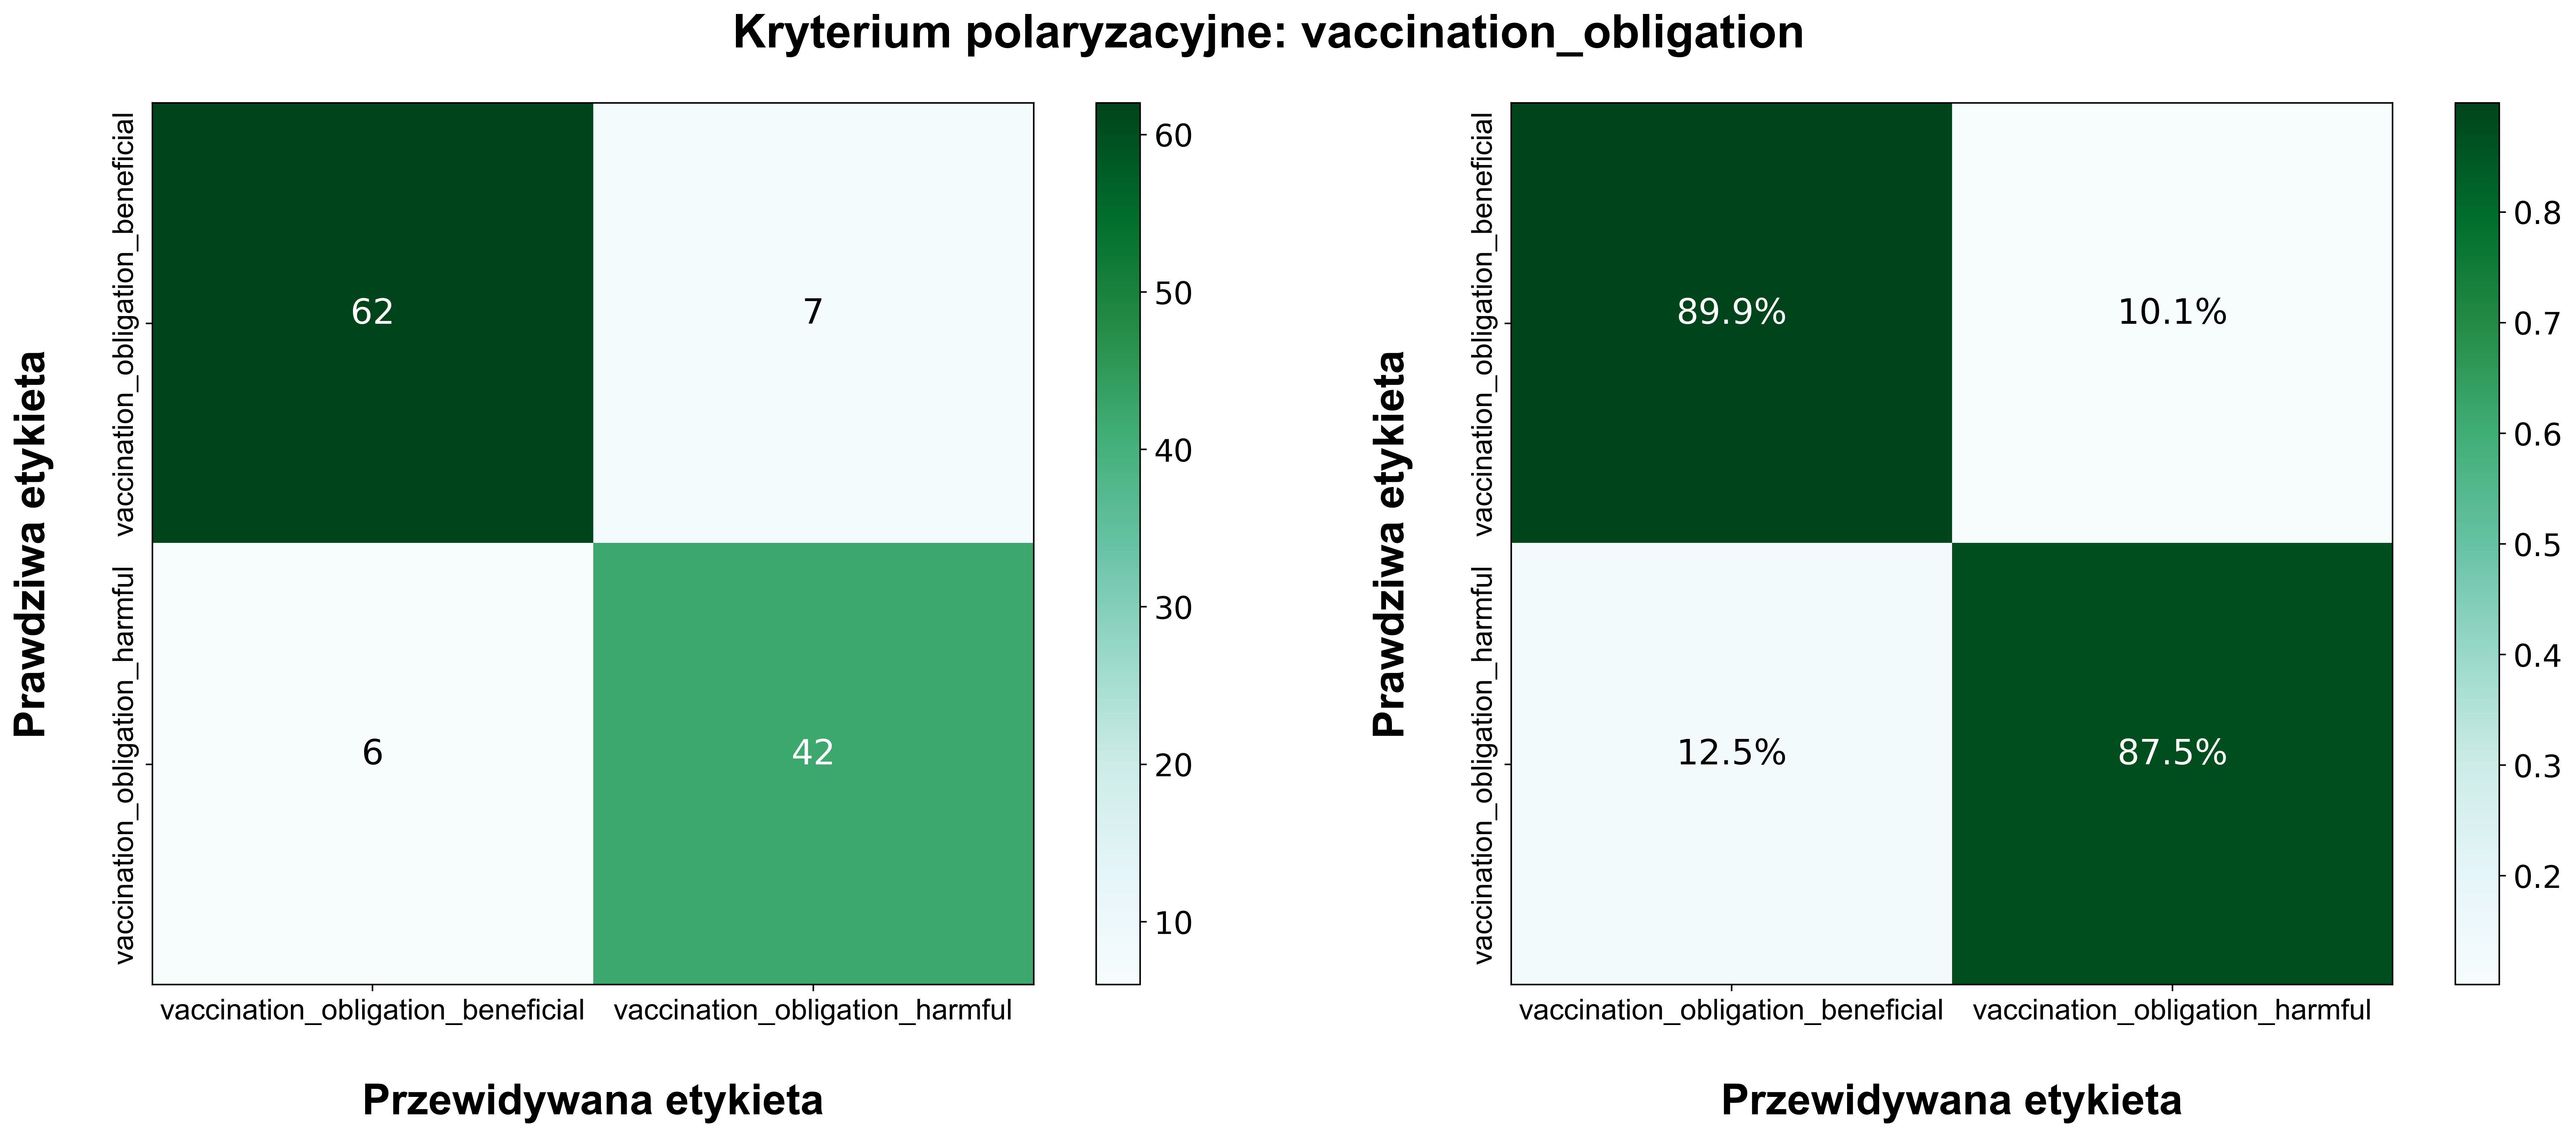 Kryterium polaryzacyjne: vaccination_obligation
Prawdziwa etykieta
vaccination_obligation_beneficial
vaccination_obligation_harmful
62
7
6
42
vaccination_obligation_beneficial
vaccination_obligation_harmful
Przewidywana etykieta
60
50
40
30
20
10
Prawdziwa etykieta
vaccination_obligation_beneficial
vaccination_obligation_harmful
89.9%
10.1%
12.5%
87.5%
vaccination_obligation_beneficial
vaccination_obligation_harmful
Przewidywana etykieta
0.8
0.7
0.6
0.5
0.4
0.3
0.2